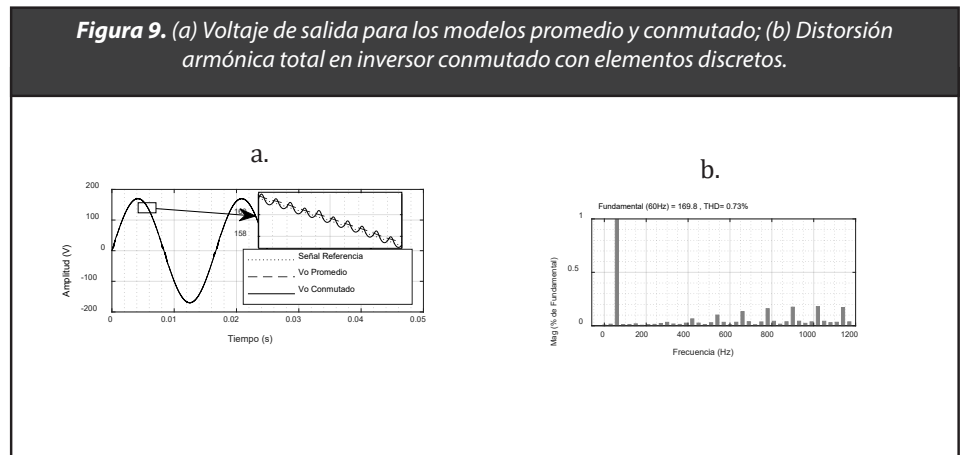 Figura 9. (a) Voltaje de salida para los modelos promedio y conmutado; (b) Distorsión
armónica total en inversor conmutado con elementos discretos.
a.
200
100
0
-100
-200
Amplitud (V)
158
Señal Referencia
Vo Promedio
Vo Conmutado
0
0.01
0.02
0.03
0.04
0.05
Tiempo (s)
b.
Fundamental (60Hz) = 169.8 , THD= 0.73%
1
0.5
0
Mag (% de Fundamental)
0
200
400
600
800
1000
1200
Frecuencia (Hz)